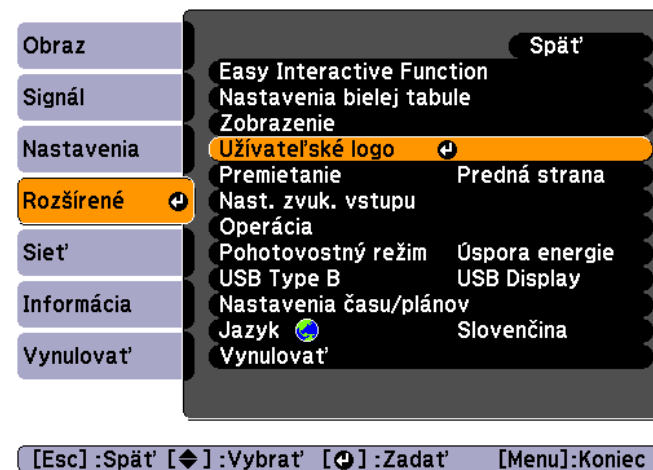 Obraz
Signál
Nastavenia
Rozšírené
Sieť
Informácia
Vynulovať
Späť
Easy Interactive Function
Nastavenia bielej tabule
Zobrazenie
Užívateľské logo
Premietanie Predná strana
Nast. zvuk. vstupu
Operácia
Pohotovostný režim Úspora energie
USB Type B USB Display
Nastavenia času/plánov
Jazyk Slovenčina
Vynulovať
[Esc] :Späť [◆] :Vybrať [↵] :Zadať [Menu]:Koniec